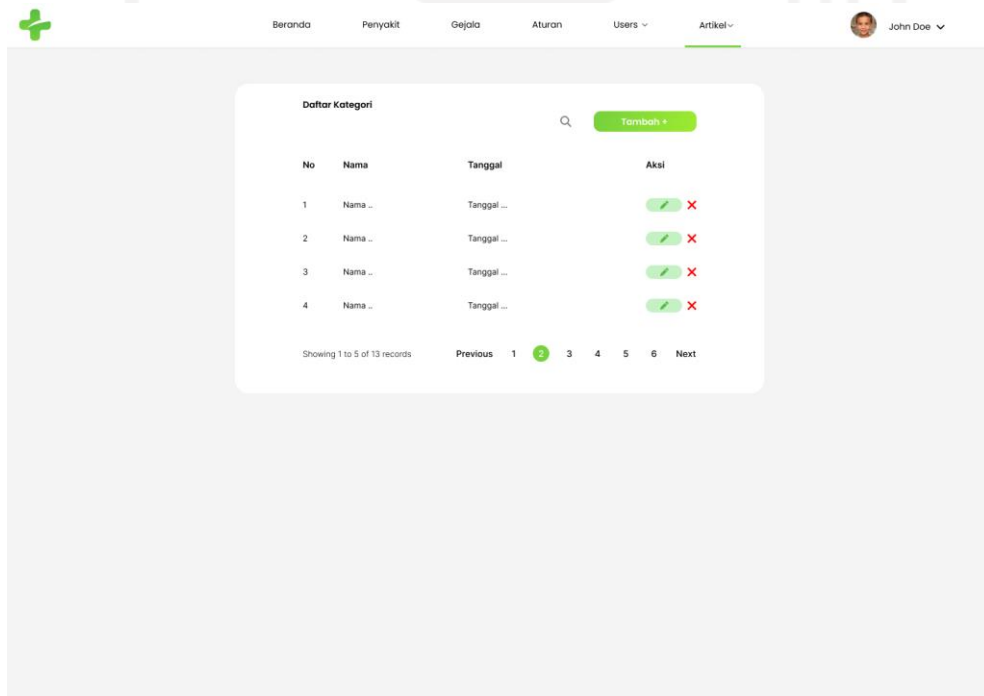 Beranda Penyakit Gejala Aturan Users Artikel John Doe
Daftar Kategori
Tambah +
No Nama Tanggal Aksi
1 Nama .. Tanggal ...
2 Nama .. Tanggal ...
3 Nama .. Tanggal ...
4 Nama .. Tanggal ...
Showing 1 to 5 of 13 records Previous 1 2 3 4 5 6 Next